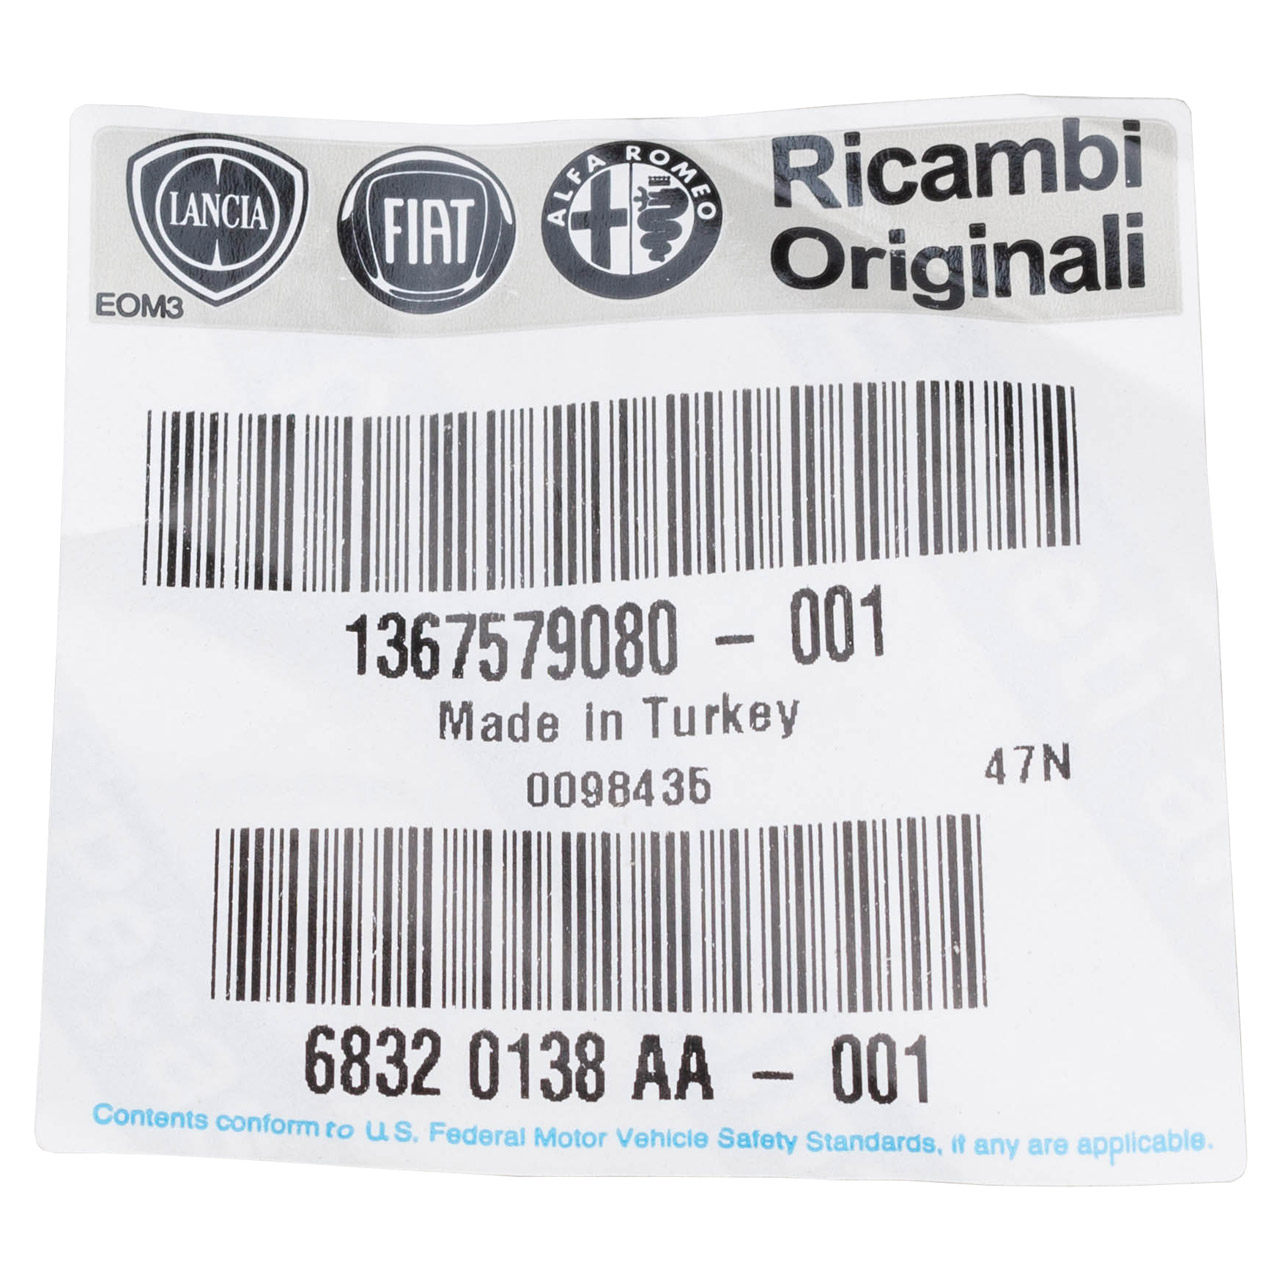 LANCIA
FIAT
ALFA ROMEO
Ricambi
Originali
EOM3
1367579080 - 001
Made in Turkey
0098435
47N
6832 0138 AA - 001
Contents conform to U.S. Federal Motor Vehicle Safety Standards, if any are applicable.